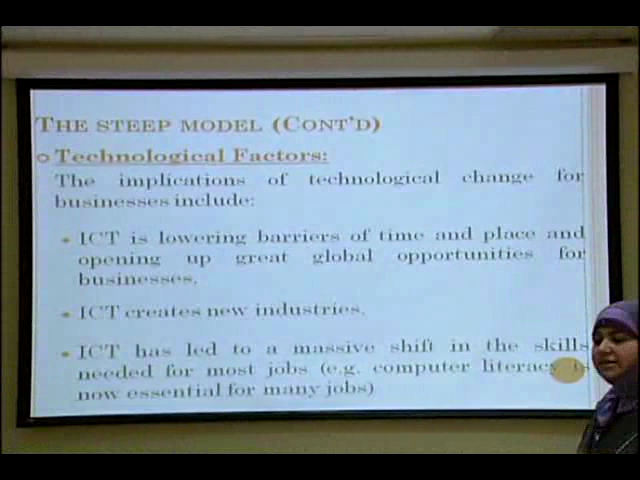 THE STEEP MODEL (CONT'D)
Technological Factors:
The implications of technological change for
businesses include:
ICT is lowering barriers of time and place and
opening up great global opportunities for
businesses.
ICT creates new industries.
ICT has led to a massive shift in the skills
needed for most jobs (e.g. computer literacy is
now essential for many jobs)